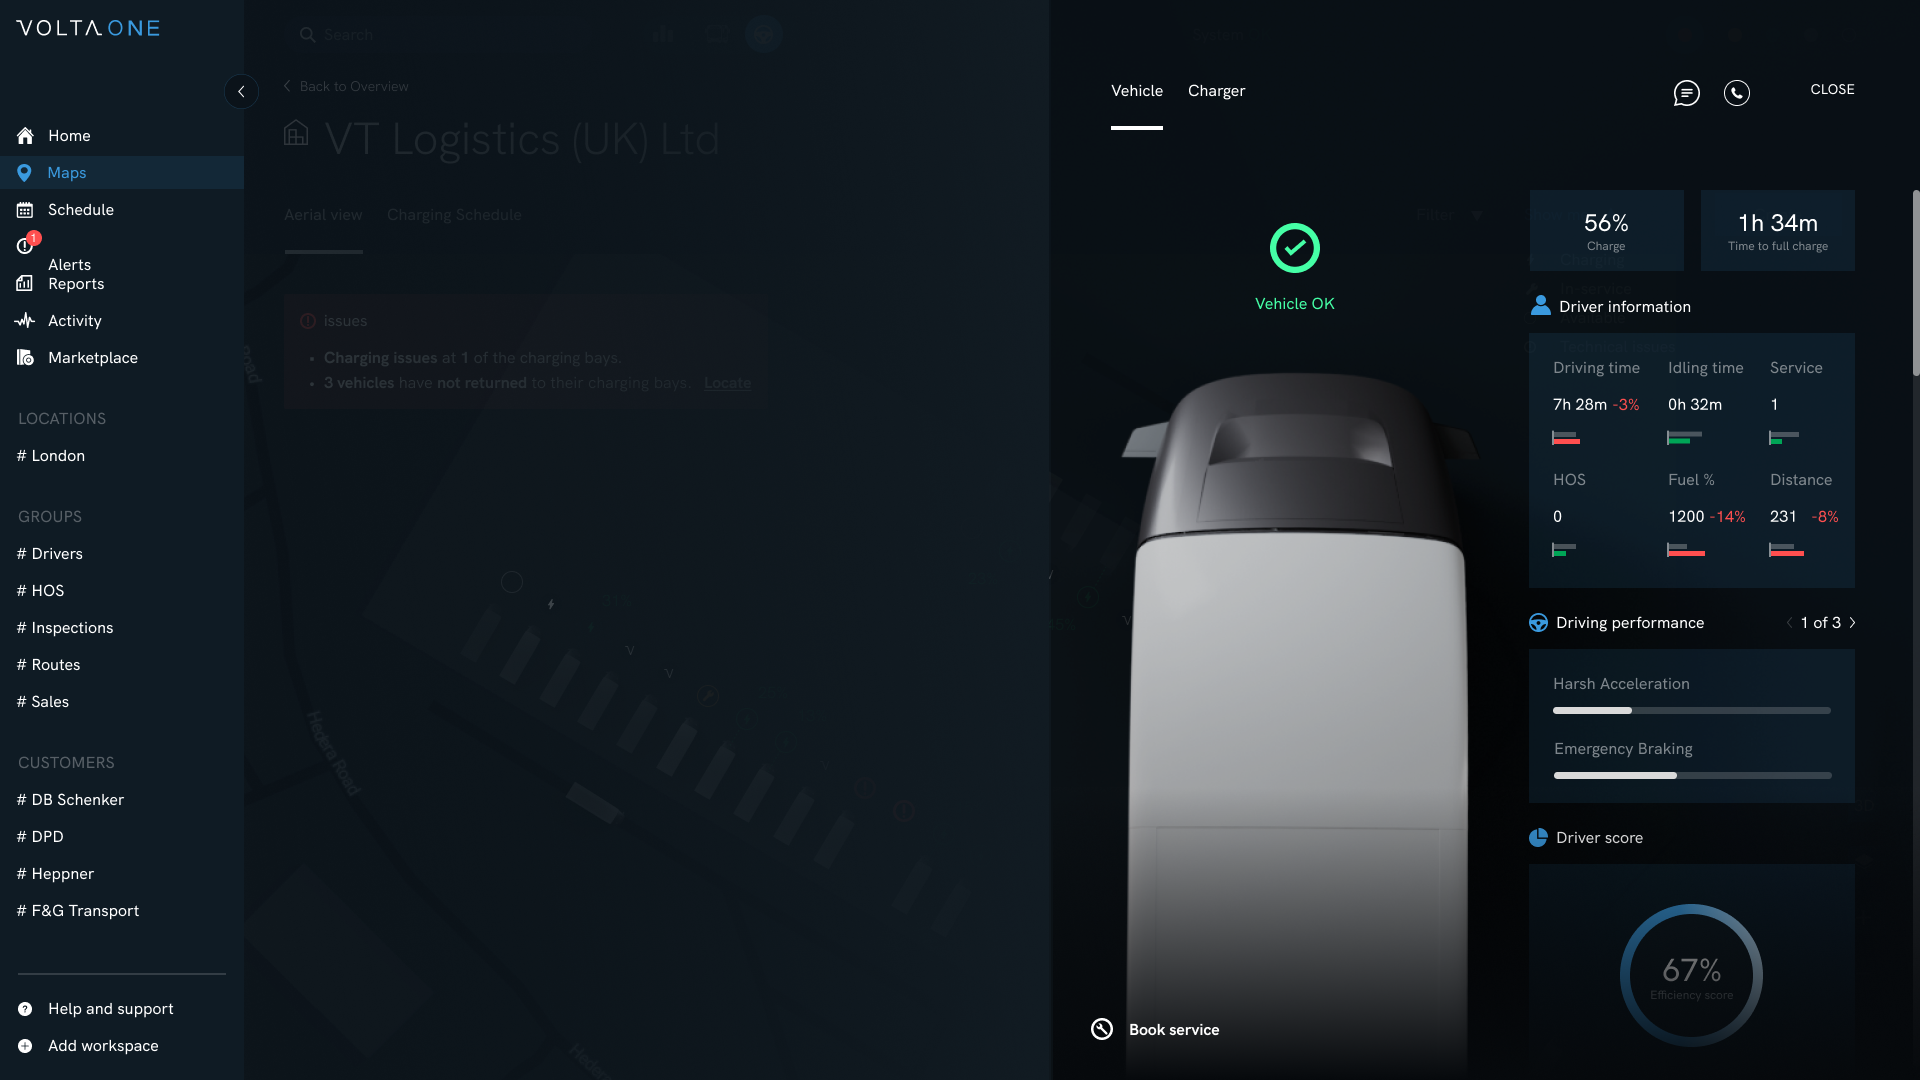 VOLTA ONE
Search
Back to Overview
VT Logistics (UK) Ltd
Aerial view
Charging Schedule
issues
• Charging issues at 1 of the charging bays.
• 3 vehicles have not returned to their charging bays. Locate
Home
Maps
Schedule
1
Alerts
Reports
Activity
Marketplace
LOCATIONS
# London
GROUPS
# Drivers
# HOS
# Inspections
# Routes
# Sales
CUSTOMERS
# DB Schenker
# DPD
# Heppner
# F&G Transport
Help and support
Add workspace
Hedera Road
Vehicle
Charger
CLOSE
Filter
Vehicle OK
56%
Charge
1h 34m
Time to full charge
Driver information
Technical issues
Driving time
Idling time
Service
7h 28m -3%
0h 32m
1
HOS
Fuel %
Distance
0
1200 -14%
231 -8%
Driving performance
1 of 3
Harsh Acceleration
Emergency Braking
Driver score
67%
Efficiency score
Book service